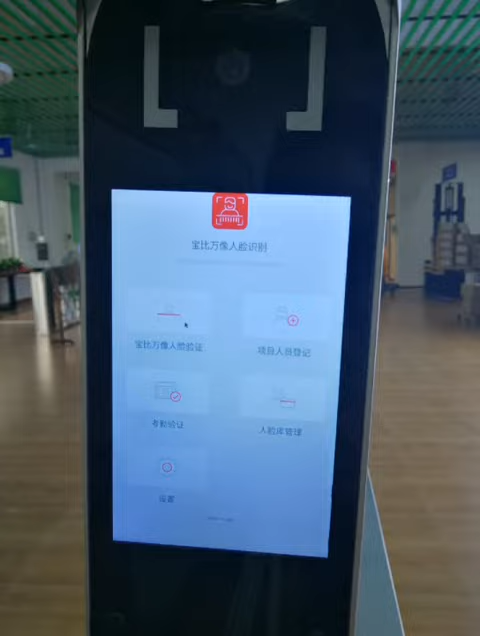 宝比万像人脸识别
宝比万像人脸验证
项目人员登记
考勤验证
人脸库管理
设置